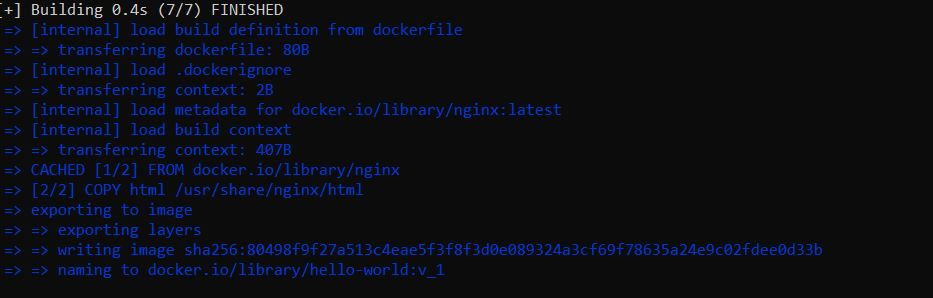 [+] Building 0.4s (7/7) FINISHED
=> [internal] load build definition from dockerfile
=> => transferring dockerfile: 80B
=> [internal] load .dockerignore
=> => transferring context: 2B
=> [internal] load metadata for docker.io/library/nginx:latest
=> [internal] load build context
=> => transferring context: 407B
=> CACHED [1/2] FROM docker.io/library/nginx
=> [2/2] COPY html /usr/share/nginx/html
=> exporting to image
=> => exporting layers
=> => writing image sha256:80498f9f27a513c4eae5f3f8f3d0e089324a3cf69f78635a24e9c02fdee0d33b
=> => naming to docker.io/library/hello-world:v_1